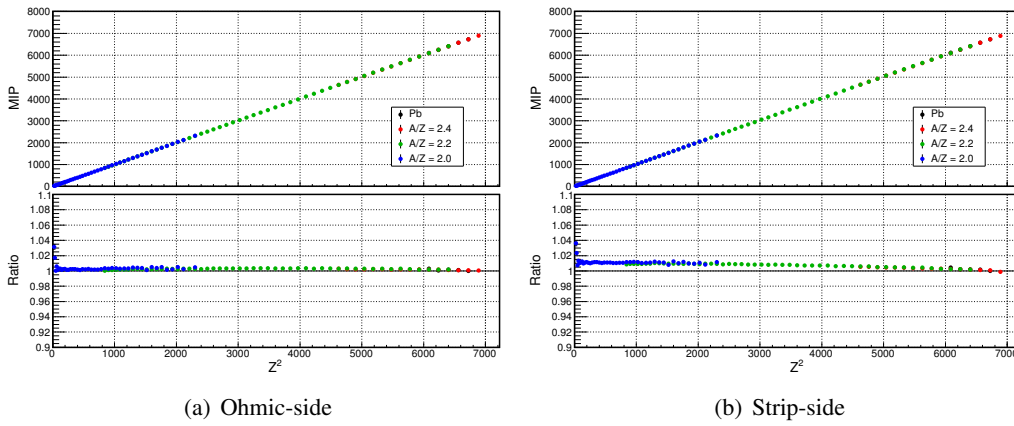 8000
7000
6000
5000
4000
3000
2000
1000
0
MIP
Pb
A/Z = 2.4
A/Z = 2.2
A/Z = 2.0
1.1
1.08
1.06
1.04
1.02
1
0.98
0.96
0.94
0.92
0.9
Ratio
0 1000 2000 3000 4000 5000 6000 7000
Z²
(a) Ohmic-side
8000
7000
6000
5000
4000
3000
2000
1000
0
MIP
Pb
A/Z = 2.4
A/Z = 2.2
A/Z = 2.0
1.1
1.08
1.06
1.04
1.02
1
0.98
0.96
0.94
0.92
0.9
Ratio
0 1000 2000 3000 4000 5000 6000 7000
Z²
(b) Strip-side